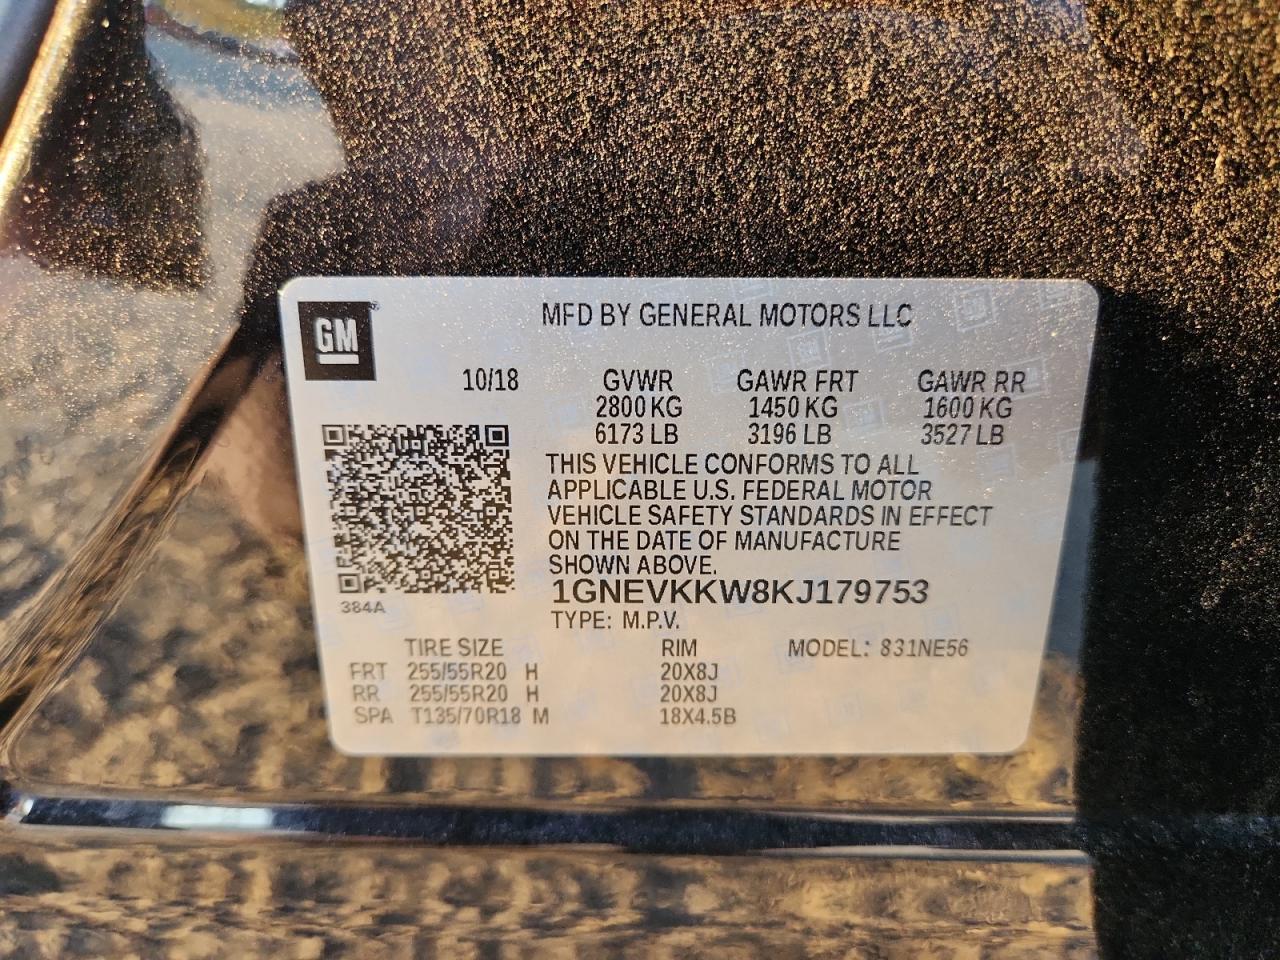 GM
MFD BY GENERAL MOTORS LLC
10/18 GVWR GAWR FRT GAWR RR
2800 KG 1450 KG 1600 KG
6173 LB 3196 LB 3527 LB
THIS VEHICLE CONFORMS TO ALL
APPLICABLE U.S. FEDERAL MOTOR
VEHICLE SAFETY STANDARDS IN EFFECT
ON THE DATE OF MANUFACTURE
SHOWN ABOVE.
1GNEVKKW8KJ179753
384A
TYPE: M.P.V.
TIRE SIZE RIM MODEL: 831NE56
FRT 255/55R20 H 20X8J
RR 255/55R20 H 20X8J
SPA T135/70R18 M 18X4.5B